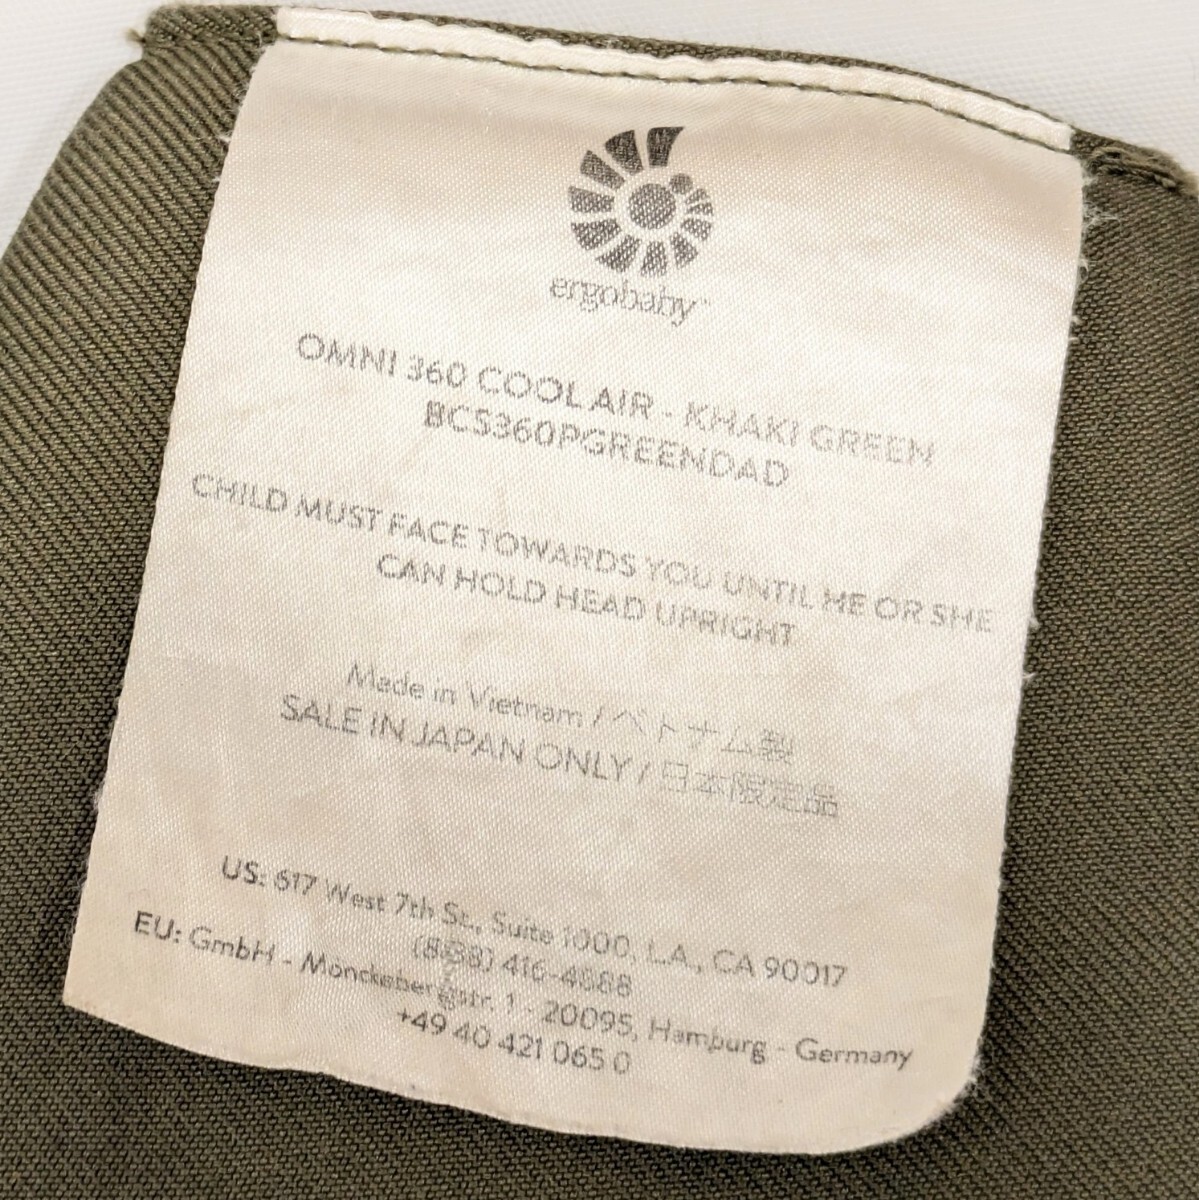 ergobaby™
OMNI 360 COOL AIR - KHAKI GREEN
BCS360PGREENDAD
CHILD MUST FACE TOWARDS YOU UNTIL HE OR SHE
CAN HOLD HEAD UPRIGHT
Made in Vietnam / ベトナム製
SALE IN JAPAN ONLY / 日本限定品
US: 617 West 7th St., Suite 1000, L.A., CA 90017
(888) 416-4888
EU: GmbH - Mönckebergstr. 1 - 20095, Hamburg - Germany
+49 40 421 065 0